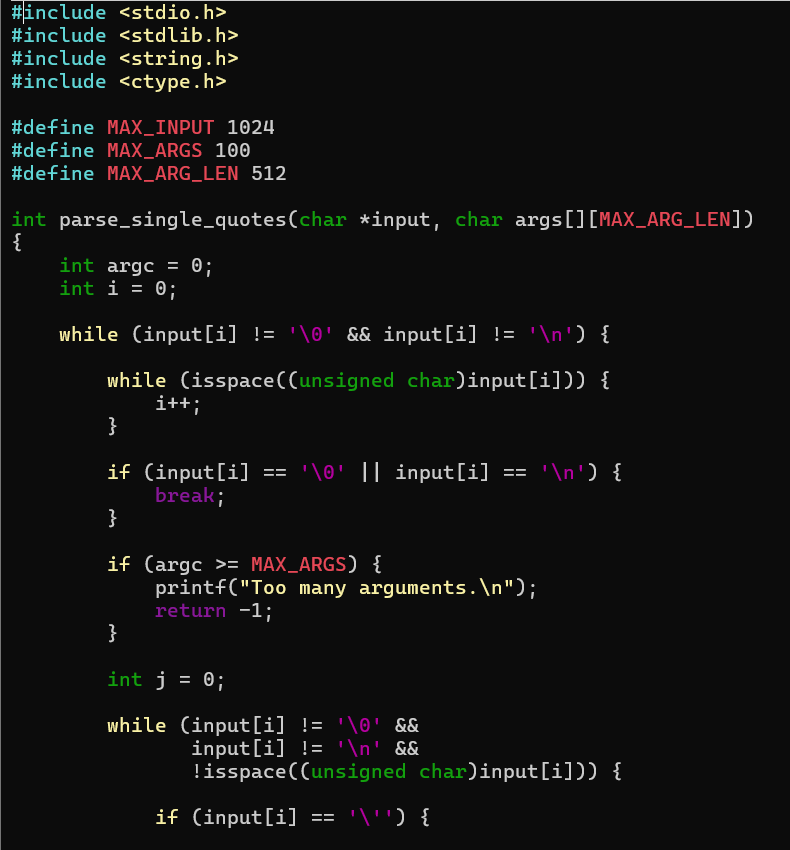 #include <stdio.h>
#include <stdlib.h>
#include <string.h>
#include <ctype.h>

#define MAX_INPUT 1024
#define MAX_ARGS 100
#define MAX_ARG_LEN 512

int parse_single_quotes(char *input, char args[][MAX_ARG_LEN])
{
    int argc = 0;
    int i = 0;

    while (input[i] != '\0' && input[i] != '\n') {

        while (isspace((unsigned char)input[i])) {
            i++;
        }

        if (input[i] == '\0' || input[i] == '\n') {
            break;
        }

        if (argc >= MAX_ARGS) {
            printf("Too many arguments.\n");
            return -1;
        }

        int j = 0;

        while (input[i] != '\0' &&
               input[i] != '\n' &&
               !isspace((unsigned char)input[i])) {

            if (input[i] == '\'') {